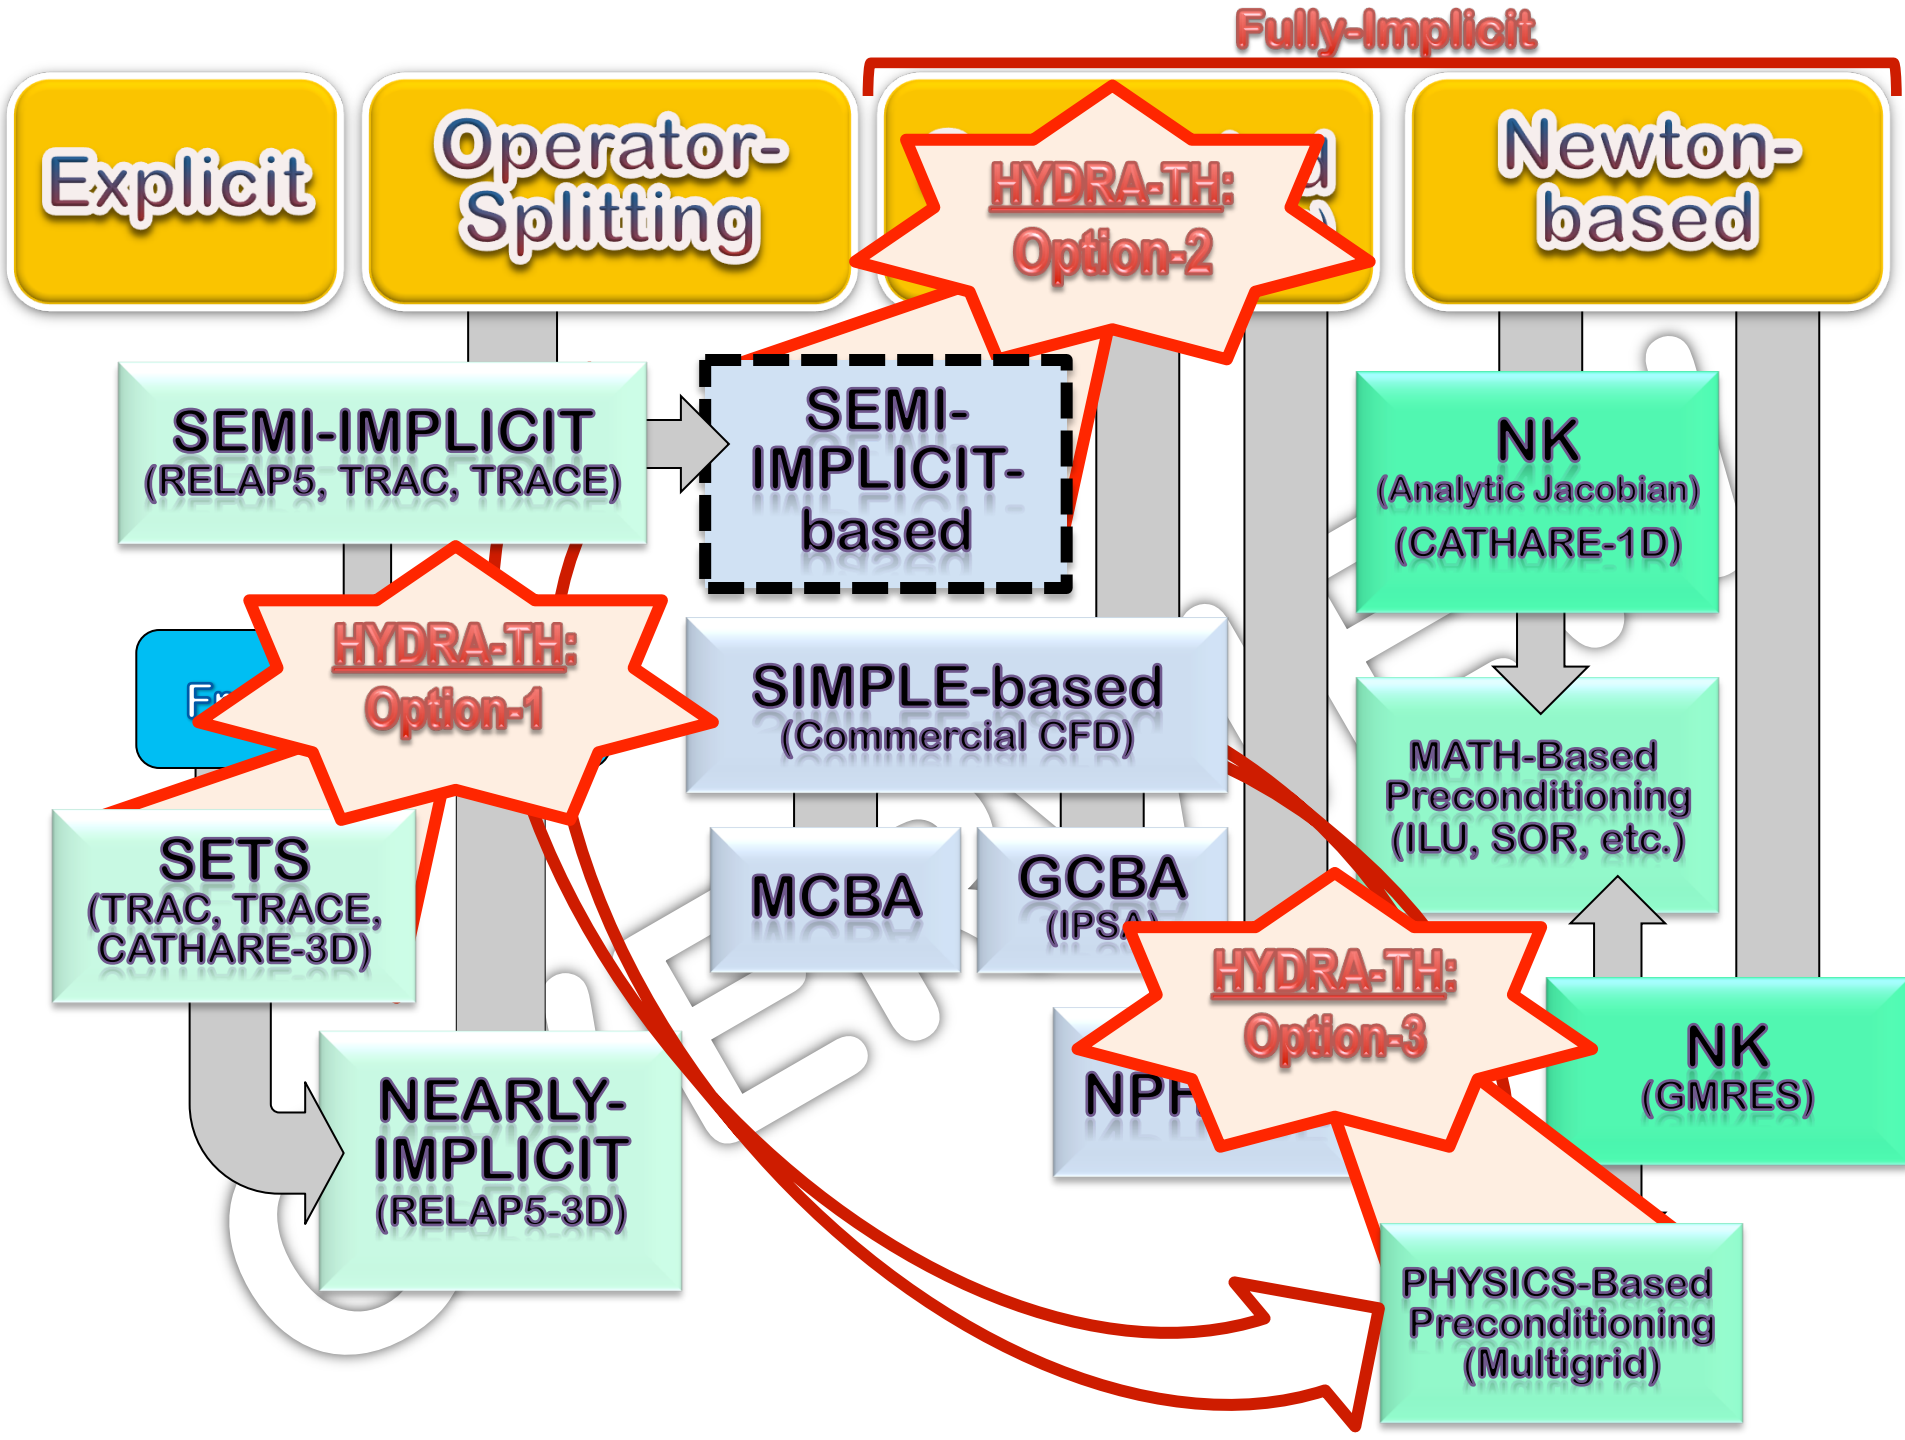 Fully-Implicit
Explicit
Operator-
Splitting
HYDRA-TH:
Option-2
Newton-
based
SEMI-IMPLICIT
(RELAP5, TRAC, TRACE)
SEMI-
IMPLICIT-
based
NK
(Analytic Jacobian)
(CATHARE-1D)
HYDRA-TH:
Option-1
SIMPLE-based
(Commercial CFD)
MATH-Based
Preconditioning
(ILU, SOR, etc.)
SETS
(TRAC, TRACE,
CATHARE-3D)
MCBA
GCBA
(IPSA)
HYDRA-TH:
Option-3
NK
(GMRES)
NEARLY-
IMPLICIT
(RELAP5-3D)
PHYSICS-Based
Preconditioning
(Multigrid)